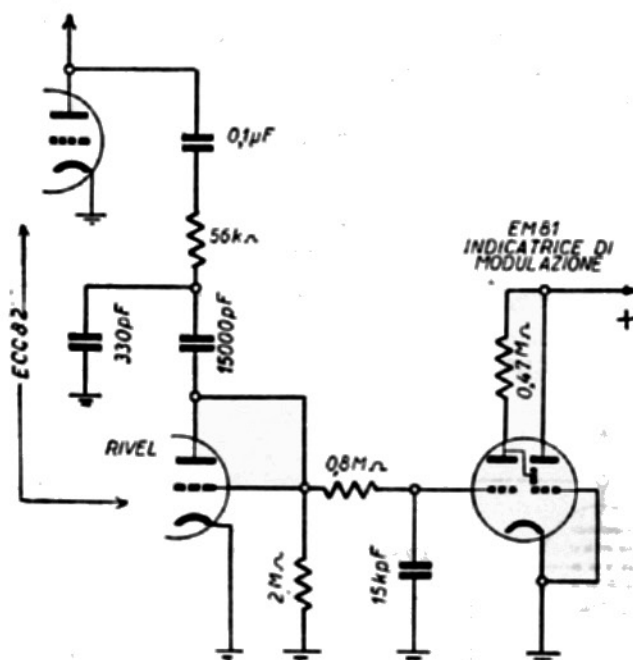 0,1µF
56kΩ
EM81
INDICATRICE DI
MODULAZIONE
ECC82
330pF
15000pF
0,47MΩ
+
RIVEL
0,8MΩ
2MΩ
15kpF